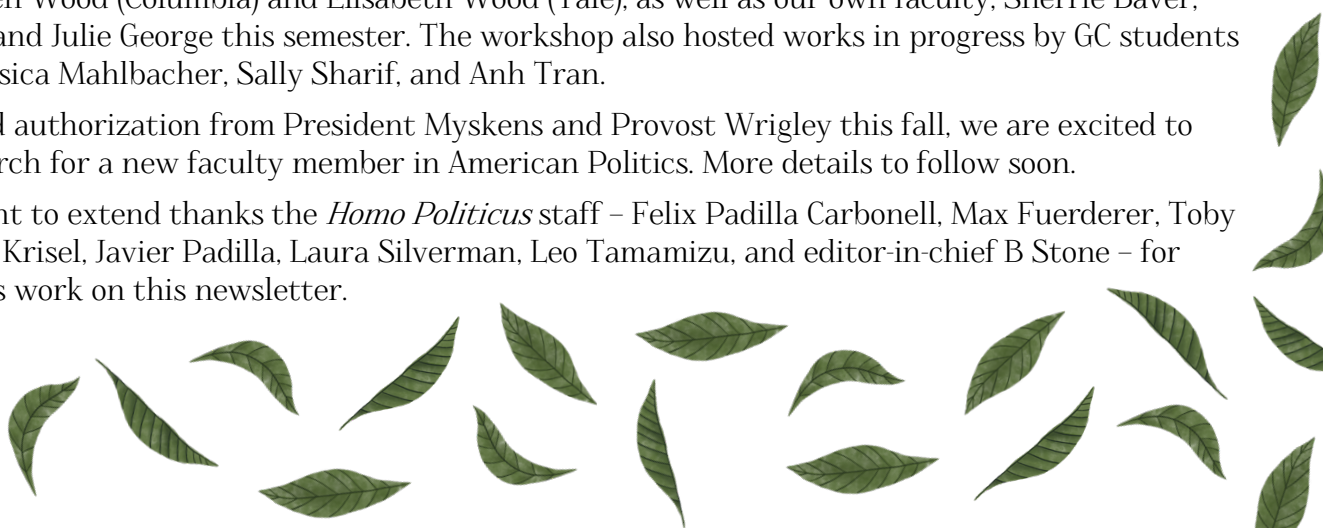 Wood (Columbia) and Elisabeth Wood (Yale), as well as our own faculty, Sherrie Baver,
and Julie George this semester. The workshop also hosted works in progress by GC students
sica Mahlbacher, Sally Sharif, and Anh Tran.
d authorization from President Myskens and Provost Wrigley this fall, we are excited to
rch for a new faculty member in American Politics. More details to follow soon.
nt to extend thanks the Homo Politicus staff – Felix Padilla Carbonell, Max Fuerderer, Toby
Krisel, Javier Padilla, Laura Silverman, Leo Tamamizu, and editor-in-chief B Stone – for
s work on this newsletter.